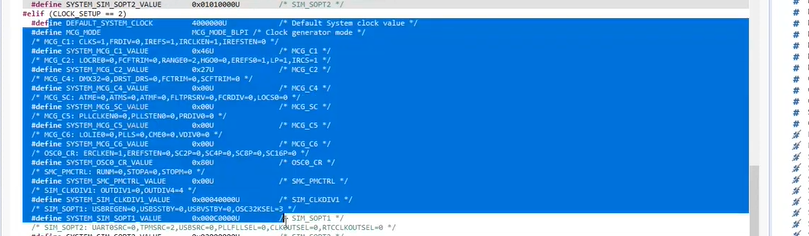 #define SYSTEM_SIM_SOPT2_VALUE 0x01010000U /* SIM_SOPT2 */
#elif (CLOCK_SETUP == 2)
#define DEFAULT_SYSTEM_CLOCK 4000000U /* Default System clock value */
#define MCG_MODE MCG_MODE_BLPI /* Clock generator mode */
/* MCG_C1: CLKS=1,FRDIV=0,IREFS=1,IRCLKEN=1,IREFSTEN=0 */
#define SYSTEM_MCG_C1_VALUE 0x46U /* MCG_C1 */
/* MCG_C2: LOCRE0=0,FCFTRIM=0,RANGE0=2,HGO0=0,EREFS0=1,LP=1,IRCS=1 */
#define SYSTEM_MCG_C2_VALUE 0x27U /* MCG_C2 */
/* MCG_C4: DMX32=0,DRST_DRS=0,FCTRIM=0,SCFTRIM=0 */
#define SYSTEM_MCG_C4_VALUE 0x00U /* MCG_C4 */
/* MCG_SC: ATME=0,ATMS=0,ATMF=0,FLTPRSRV=0,FCRDIV=0,LOCS0=0 */
#define SYSTEM_MCG_SC_VALUE 0x00U /* MCG_SC */
/* MCG_C5: PLLCLKEN0=0,PLLSTEN0=0,PRDIV0=0 */
#define SYSTEM_MCG_C5_VALUE 0x00U /* MCG_C5 */
/* MCG_C6: LOLIE0=0,PLLS=0,CME0=0,VDIV0=0 */
#define SYSTEM_MCG_C6_VALUE 0x00U /* MCG_C6 */
/* OSC0_CR: ERCLKEN=1,EREFSTEN=0,SC2P=0,SC4P=0,SC8P=0,SC16P=0 */
#define SYSTEM_OSC0_CR_VALUE 0x80U /* OSC0_CR */
/* SMC_PMCTRL: RUNM=0,STOPA=0,STOPM=0 */
#define SYSTEM_SMC_PMCTRL_VALUE 0x00U /* SMC_PMCTRL */
/* SIM_CLKDIV1: OUTDIV1=0,OUTDIV4=4 */
#define SYSTEM_SIM_CLKDIV1_VALUE 0x00040000U /* SIM_CLKDIV1 */
/* SIM_SOPT1: USBREGEN=0,USBSSTBY=0,USBVSTBY=0,OSC32KSEL=3 */
#define SYSTEM_SIM_SOPT1_VALUE 0x000C0000U /* SIM_SOPT1 */
/* SIM_SOPT2: UART0SRC=0,TPMSRC=2,USBSRC=0,PLLFLLSEL=0,CLKOUTSEL=0,RTCCLKOUTSEL=0 */